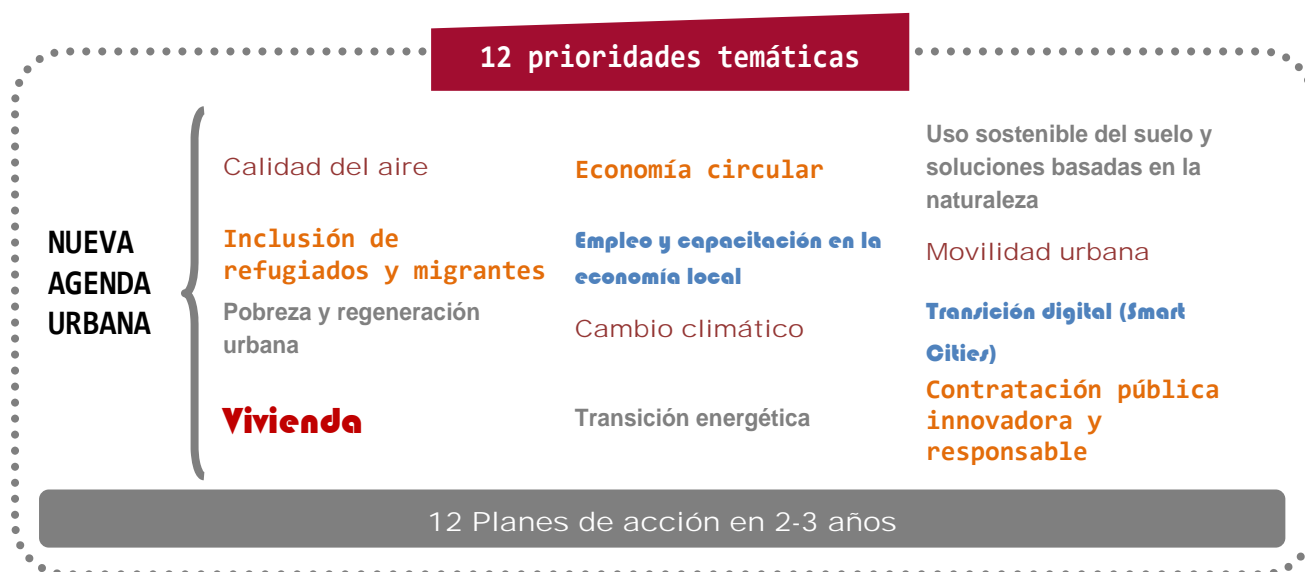 12 prioridades temáticas
NUEVA
AGENDA
URBANA
Calidad del aire
Inclusión de
refugiados y migrantes
Pobreza y regeneración
urbana
Vivienda
Economía circular
Empleo y capacitación en la
economía local
Cambio climático
Transición energética
Uso sostenible del suelo y
soluciones basadas en la
naturaleza
Movilidad urbana
Transición digital (Smart
Cities)
Contratación pública
innovadora y
responsable
12 Planes de acción en 2-3 años